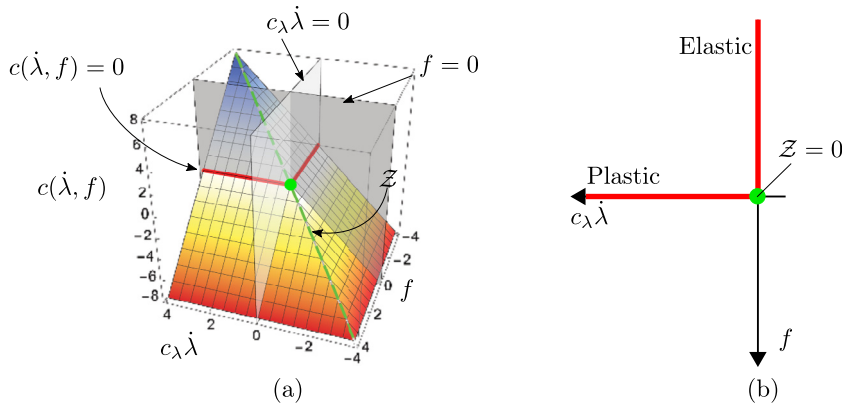 c_λ λ̇ = 0
c(λ̇, f) = 0
f = 0
8
6
4
2
0
−2
−4
−6
−8
c(λ̇, f)
𝒵
4
2
0
−2
−4
c_λ λ̇
−4
−2
0
2
4
f
(a)
Elastic
𝒵 = 0
Plastic
c_λ λ̇
f
(b)